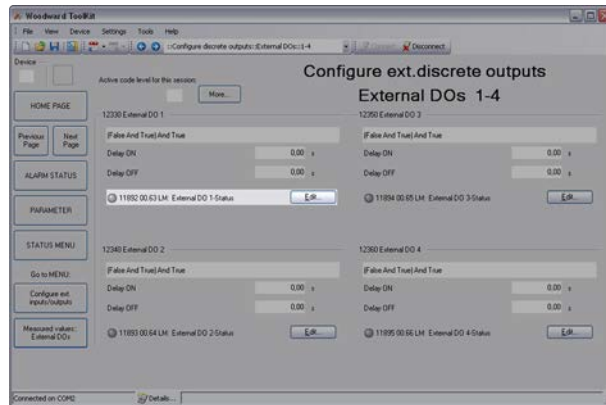 Woodward ToolKit
File View Device Settings Tools Help
::Configure discrete outputs::External DOs::1-4 Connect Disconnect
Device
Active code level for this session:
More...
Configure ext.discrete outputs
External DOs 1-4
HOME PAGE
Previous Page
Next Page
ALARM STATUS
PARAMETER
STATUS MENU
Go to MENU:
Configure ext. inputs/outputs
Measured values: External DOs
12330 External DO 1
(False And True) And True
Delay ON 0,00 s
Delay OFF 0,00 s
11892 00.63 LM: External DO 1-Status Edit...
12350 External DO 3
(False And True) And True
Delay ON 0,00 s
Delay OFF 0,00 s
11894 00.65 LM: External DO 3-Status Edit...
12340 External DO 2
(False And True) And True
Delay ON 0,00 s
Delay OFF 0,00 s
11893 00.64 LM: External DO 2-Status Edit...
12360 External DO 4
(False And True) And True
Delay ON 0,00 s
Delay OFF 0,00 s
11895 00.66 LM: External DO 4-Status Edit...
Connected on COM2 Details...